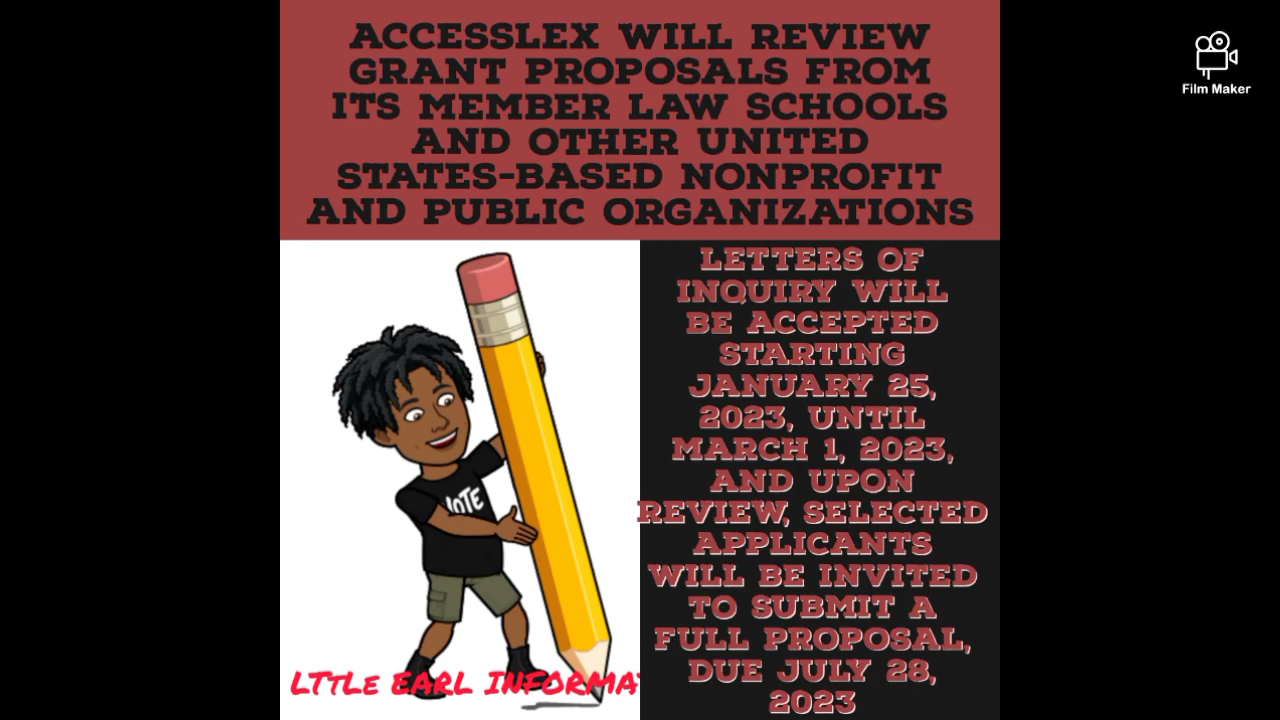 ACCESSLEX WILL REVIEW
GRANT PROPOSALS FROM
ITS MEMBER LAW SCHOOLS
AND OTHER UNITED
STATES-BASED NONPROFIT
AND PUBLIC ORGANIZATIONS
Film Maker
LETTERS OF
INQUIRY WILL
BE ACCEPTED
STARTING
JANUARY 25,
2023, UNTIL
MARCH 1, 2023,
AND UPON
REVIEW, SELECTED
APPLICANTS
WILL BE INVITED
TO SUBMIT A
FULL PROPOSAL,
DUE JULY 28,
2023
VOTE
LTTLE EARL INFORMA